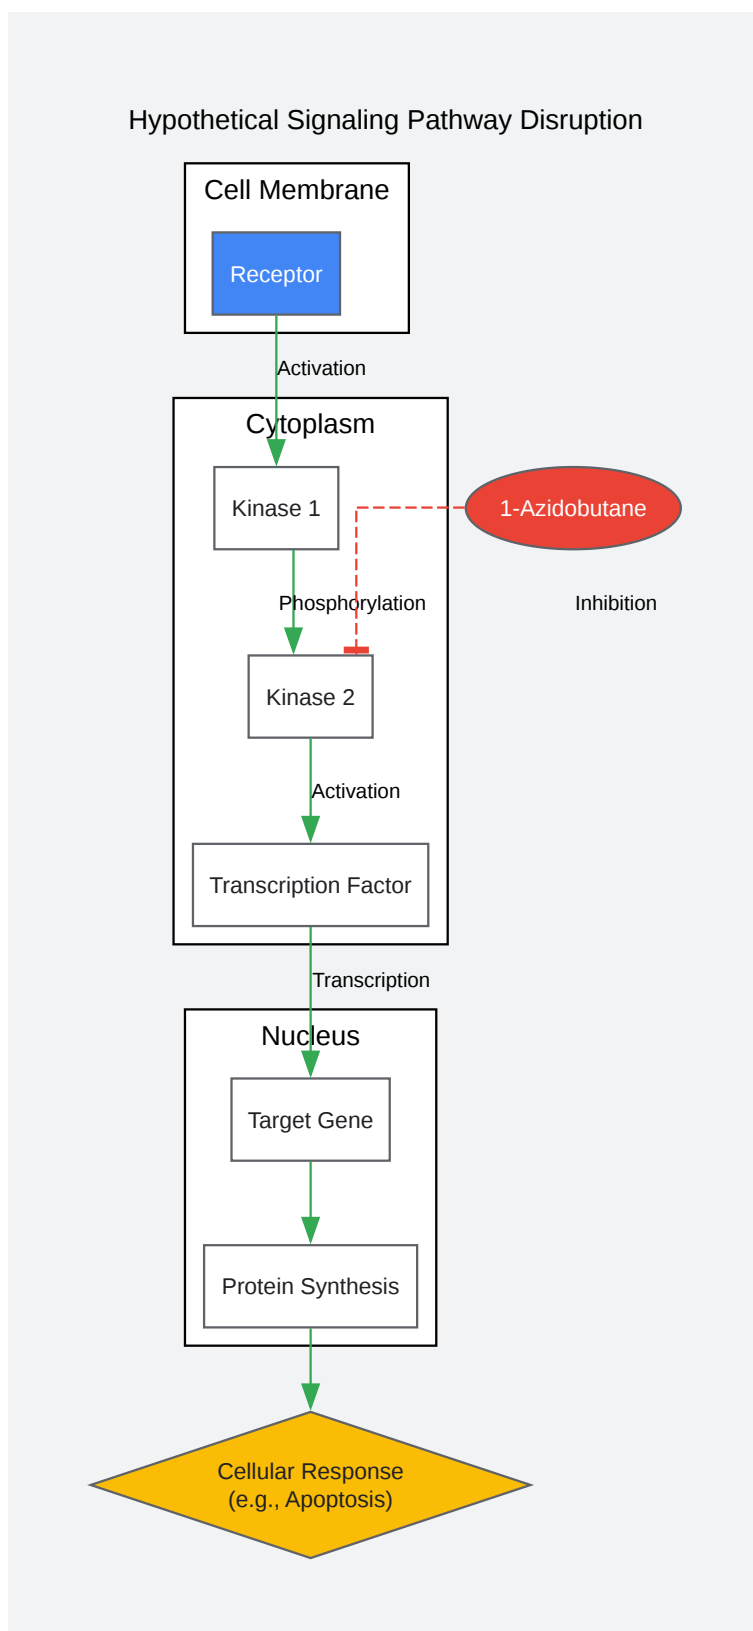 Hypothetical Signaling Pathway Disruption
Cell Membrane
Receptor
Activation
Cytoplasm
Kinase 1
1-Azidobutane
Phosphorylation
Inhibition
Kinase 2
Activation
Transcription Factor
Transcription
Nucleus
Target Gene
Protein Synthesis
Cellular Response
(e.g., Apoptosis)